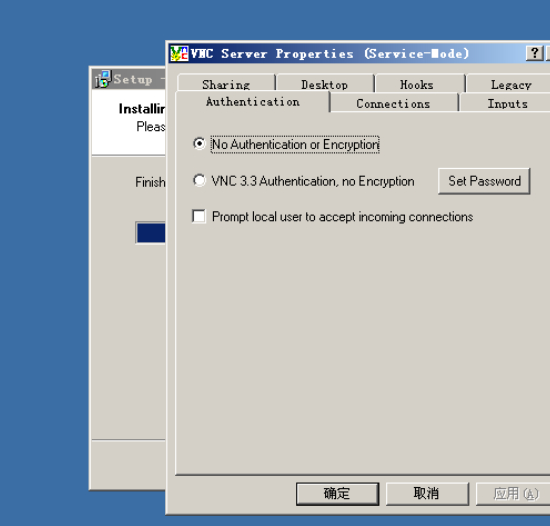 VNC Server Properties (Service-Mode)
Setup -
Sharing Desktop Hooks Legacy
Authentication Connections Inputs
Installin
Pleas
No Authentication or Encryption
Finish
VNC 3.3 Authentication, no Encryption Set Password
Prompt local user to accept incoming connections
确定 取消 应用(A)